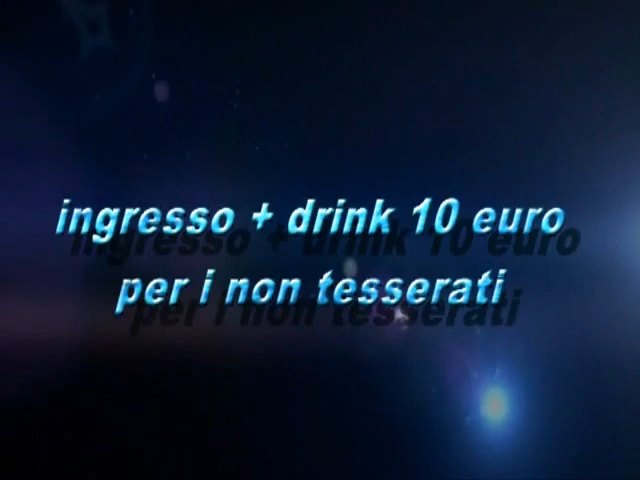 ingresso + drink 10 euro
per i non tesserati